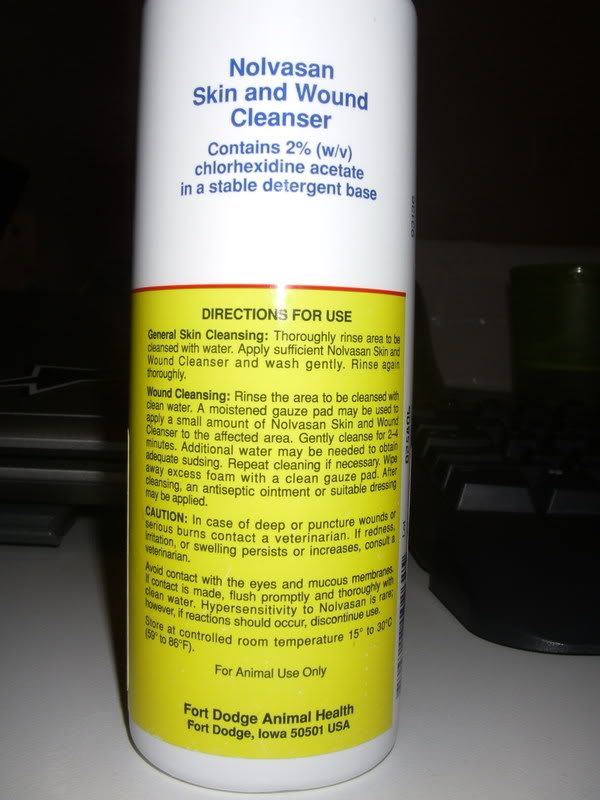 Nolvasan
Skin and Wound
Cleanser
Contains 2% (w/v)
chlorhexidine acetate
in a stable detergent base
DIRECTIONS FOR USE
General Skin Cleansing: Thoroughly rinse area to be
cleansed with water. Apply sufficient Nolvasan Skin and
Wound Cleanser and wash gently. Rinse again
thoroughly.
Wound Cleansing: Rinse the area to be cleansed with
clean water. A moistened gauze pad may be used to
apply a small amount of Nolvasan Skin and Wound
Cleanser to the affected area. Gently cleanse for 2–4
minutes. Additional water may be needed to obtain
adequate sudsing. Repeat cleaning if necessary. Wipe
away excess foam with a clean gauze pad. After
cleansing, an antiseptic ointment or suitable dressing
may be applied.
CAUTION: In case of deep or puncture wounds or
serious burns contact a veterinarian. If redness,
irritation, or swelling persists or increases, consult a
veterinarian.
Avoid contact with the eyes and mucous membranes.
If contact is made, flush promptly and thoroughly with
clean water. Hypersensitivity to Nolvasan is rare;
however, if reactions should occur, discontinue use.
Store at controlled room temperature 15° to 30°C
(59° to 86°F).
For Animal Use Only
Fort Dodge Animal Health
Fort Dodge, Iowa 50501 USA